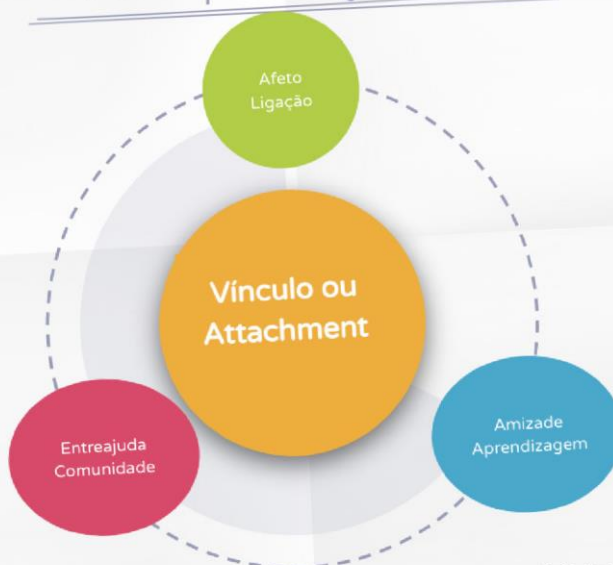 Afeto
Ligação
Vínculo ou
Attachment
Entreajuda
Comunidade
Amizade
Aprendizagem